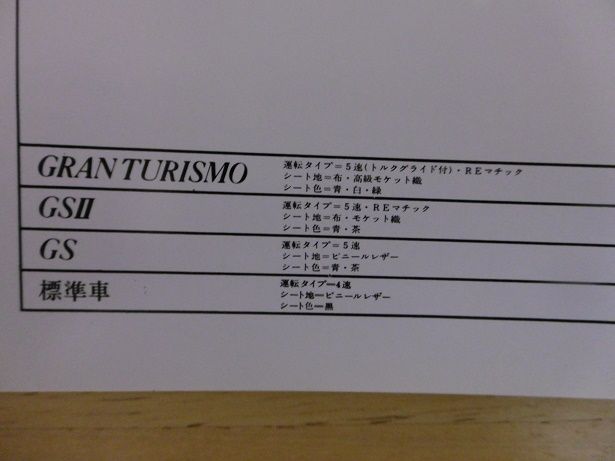 GRAN TURISMO
運転タイプ=5速(トルクグライド付)・REマチック
シート地=布・高級モケット織
シート色=青・白・緑
GSII
運転タイプ=5速・REマチック
シート地=布・モケット織
シート色=青・茶
GS
運転タイプ=5速
シート地=ビニールレザー
シート色=青・茶
標準車
運転タイプ=4速
シート地=ビニールレザー
シート色=黒